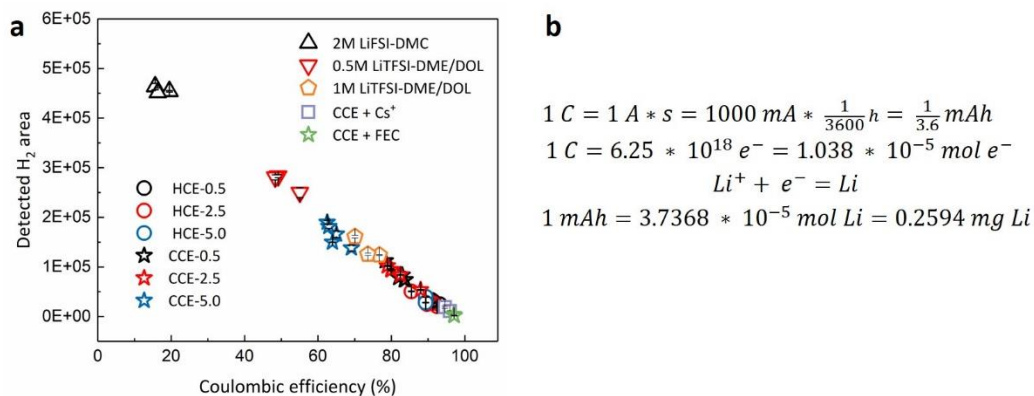 a
b
6E+05
5E+05
4E+05
3E+05
2E+05
1E+05
0E+00
Detected H₂ area
2M LiFSI-DMC
0.5M LiTFSI-DME/DOL
1M LiTFSI-DME/DOL
CCE + Cs⁺
CCE + FEC
HCE-0.5
HCE-2.5
HCE-5.0
CCE-0.5
CCE-2.5
CCE-5.0
0 20 40 60 80 100
Coulombic efficiency (%)
1 C = 1 A * s = 1000 mA * 1/3600 h = 1/3.6 mAh
1 C = 6.25 * 10¹⁸ e⁻ = 1.038 * 10⁻⁵ mol e⁻
Li⁺ + e⁻ = Li
1 mAh = 3.7368 * 10⁻⁵ mol Li = 0.2594 mg Li